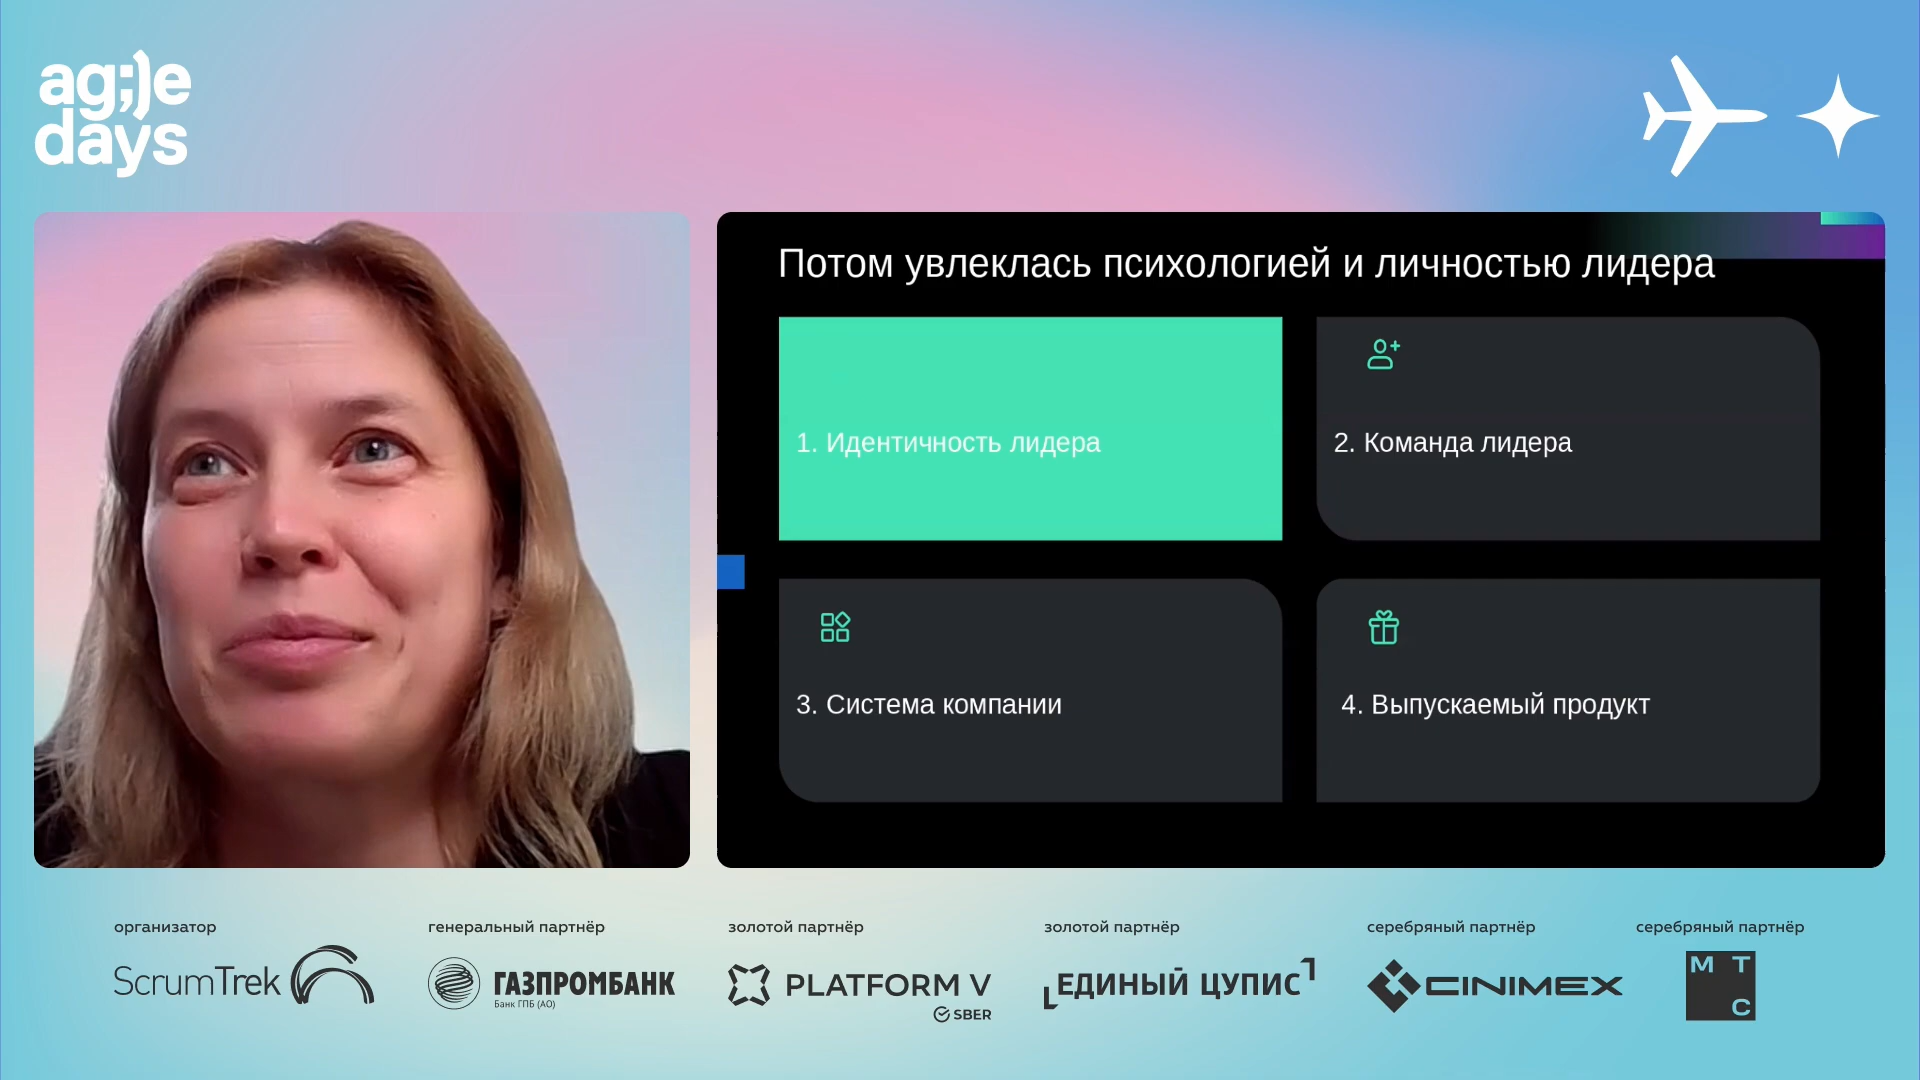 agile
days
Потом увлеклась психологией и личностью лидера
1. Идентичность лидера
2. Команда лидера
3. Система компании
4. Выпускаемый продукт
организатор
ScrumTrek
генеральный партнёр
ГАЗПРОМБАНК
Банк ГПБ (АО)
золотой партнёр
PLATFORM V
SBER
золотой партнёр
ЕДИНЫЙ ЦУПИС
серебряный партнёр
CINIMEX
серебряный партнёр
М Т
С